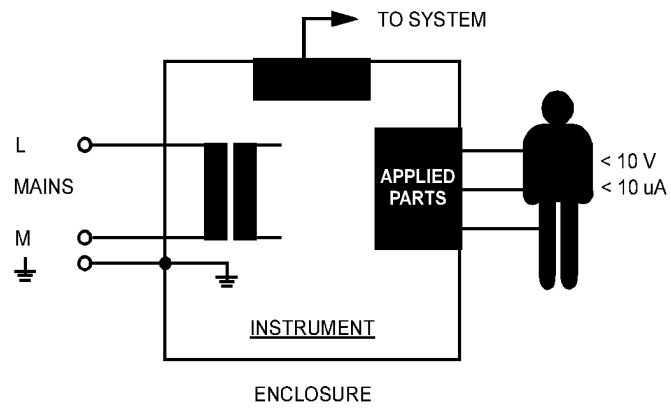 TO SYSTEM
L
MAINS
M
APPLIED
PARTS
< 10 V
< 10 uA
INSTRUMENT
ENCLOSURE